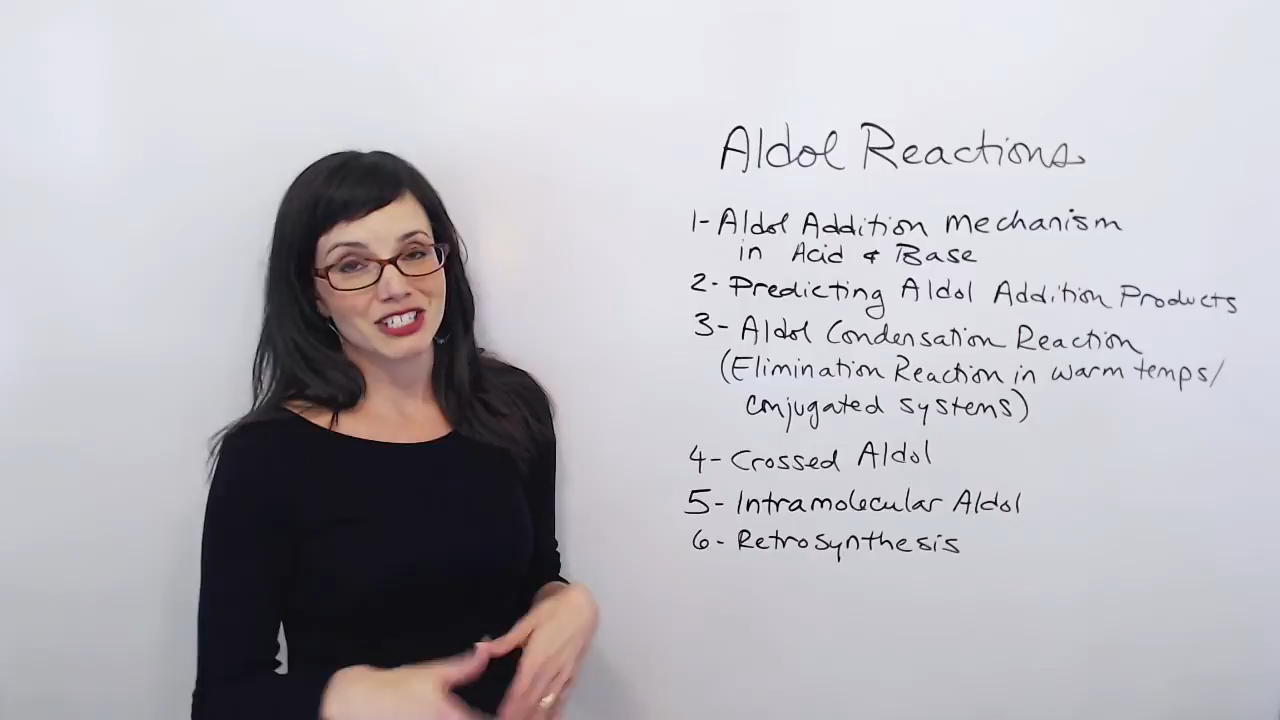 Aldol Reactions
1- Aldol Addition Mechanism
in Acid & Base
2- Predicting Aldol Addition Products
3- Aldol Condensation Reaction
(Elimination Reaction in warm temps/
conjugated systems)
4- Crossed Aldol
5- Intramolecular Aldol
6- Retrosynthesis